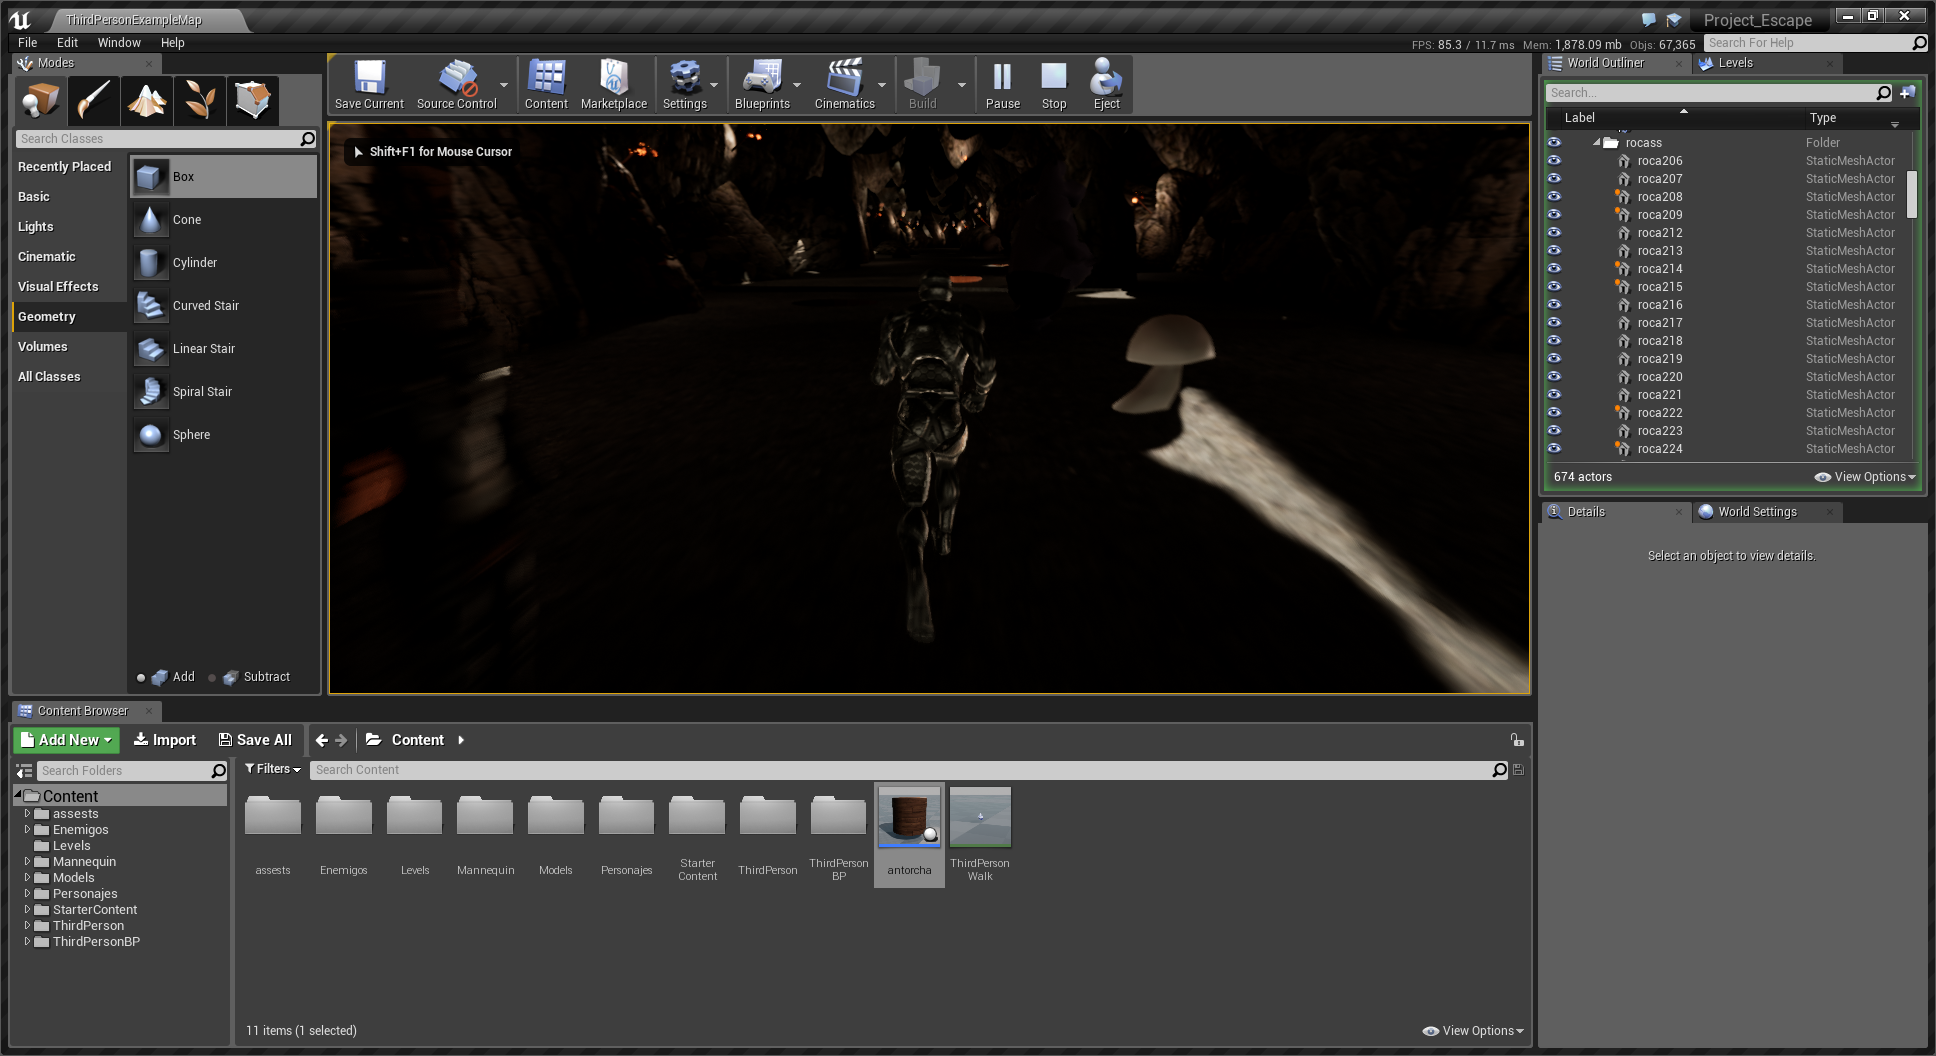 ThirdPersonExampleMap
Project_Escape
File Edit Window Help
FPS: 85.3 / 11.7 ms Mem: 1,878.09 mb Objs: 67,365
Search For Help
Modes
Search Classes
Recently Placed
Basic
Lights
Cinematic
Visual Effects
Geometry
Volumes
All Classes
Box
Cone
Cylinder
Curved Stair
Linear Stair
Spiral Stair
Sphere
Add Subtract
Save Current Source Control Content Marketplace Settings Blueprints Cinematics Build Pause Stop Eject
Shift+F1 for Mouse Cursor
World Outliner Levels
Search...
Label Type
rocass Folder
roca206 StaticMeshActor
roca207 StaticMeshActor
roca208 StaticMeshActor
roca209 StaticMeshActor
roca212 StaticMeshActor
roca213 StaticMeshActor
roca214 StaticMeshActor
roca215 StaticMeshActor
roca216 StaticMeshActor
roca217 StaticMeshActor
roca218 StaticMeshActor
roca219 StaticMeshActor
roca220 StaticMeshActor
roca221 StaticMeshActor
roca222 StaticMeshActor
roca223 StaticMeshActor
roca224 StaticMeshActor
674 actors View Options
Details World Settings
Select an object to view details.
Content Browser
Add New Import Save All Content
Search Folders
Content
assests
Enemigos
Levels
Mannequin
Models
Personajes
StarterContent
ThirdPerson
ThirdPersonBP
Filters Search Content
assests
Enemigos
Levels
Mannequin
Models
Personajes
Starter
Content
ThirdPerson
ThirdPerson
BP
antorcha
ThirdPerson
Walk
11 items (1 selected)
View Options